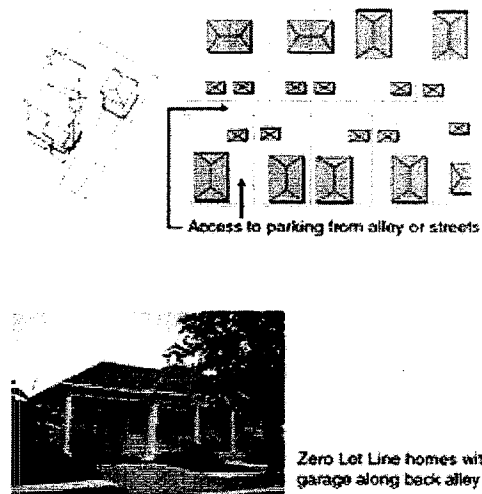 Access to parking from alley or streets
Zero Lot Line homes wit
garage along back alley